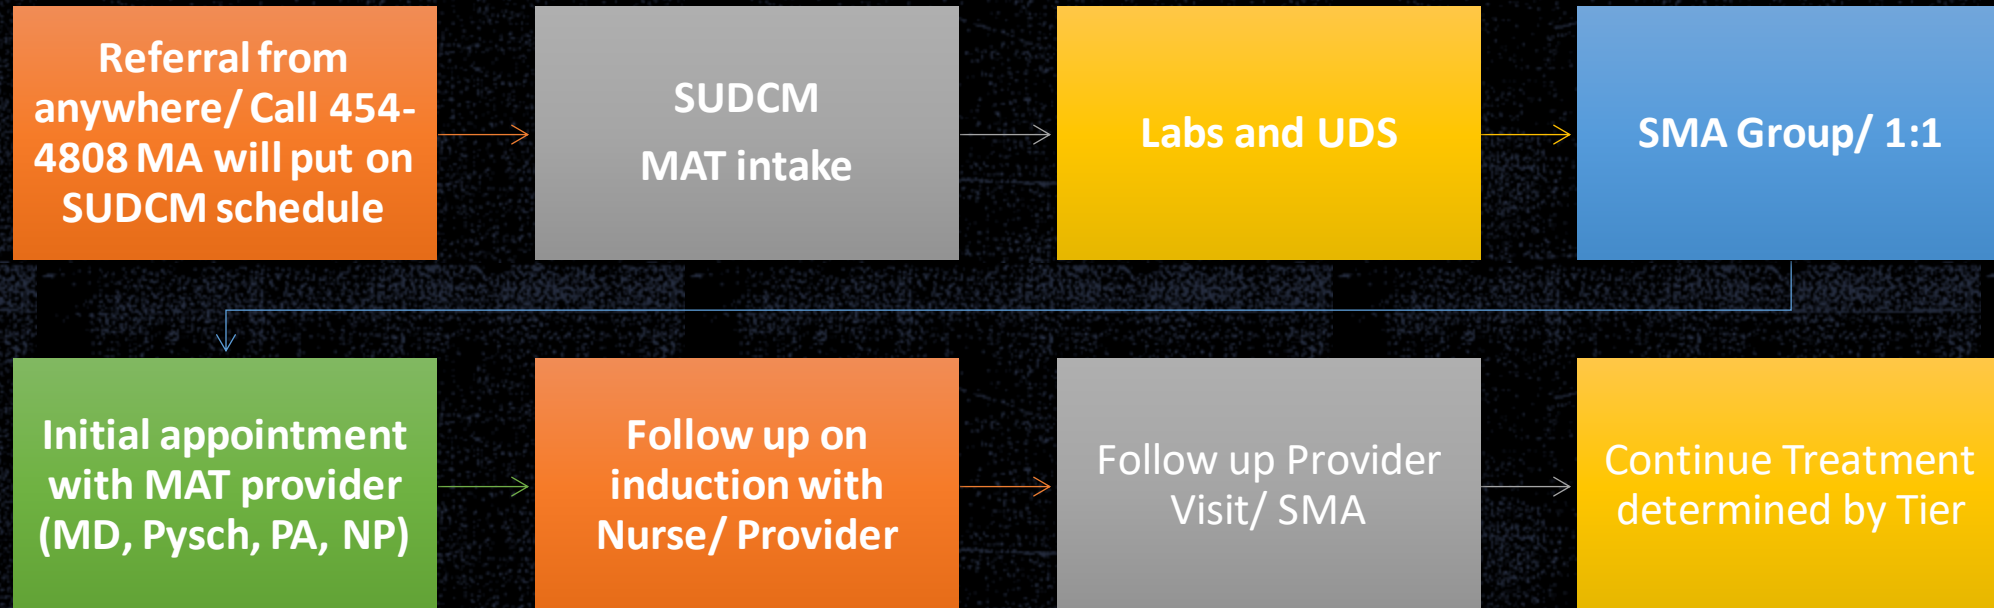 Referral from
anywhere/ Call 454-
4808 MA will put on
SUDCM schedule
SUDCM
MAT intake
Labs and UDS
SMA Group/ 1:1
Initial appointment
with MAT provider
(MD, Pysch, PA, NP)
Follow up on
induction with
Nurse/ Provider
Follow up Provider
Visit/ SMA
Continue Treatment
determined by Tier